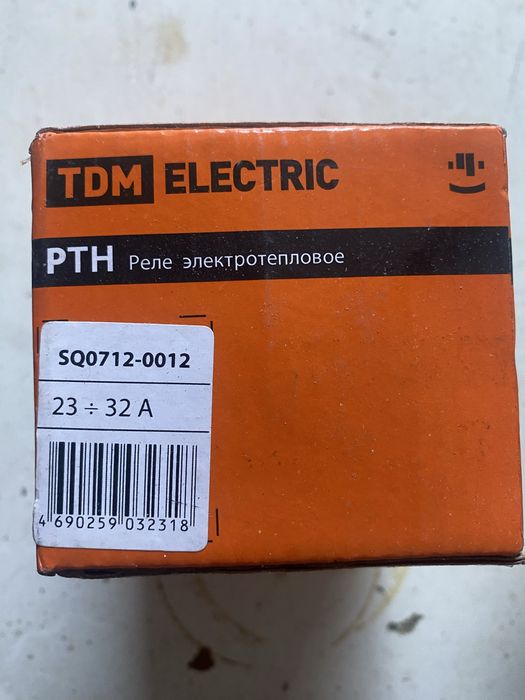 TDM ELECTRIC
РТН Реле электротепловое
SQ0712-0012
23 ÷ 32 А
4 690259 032318